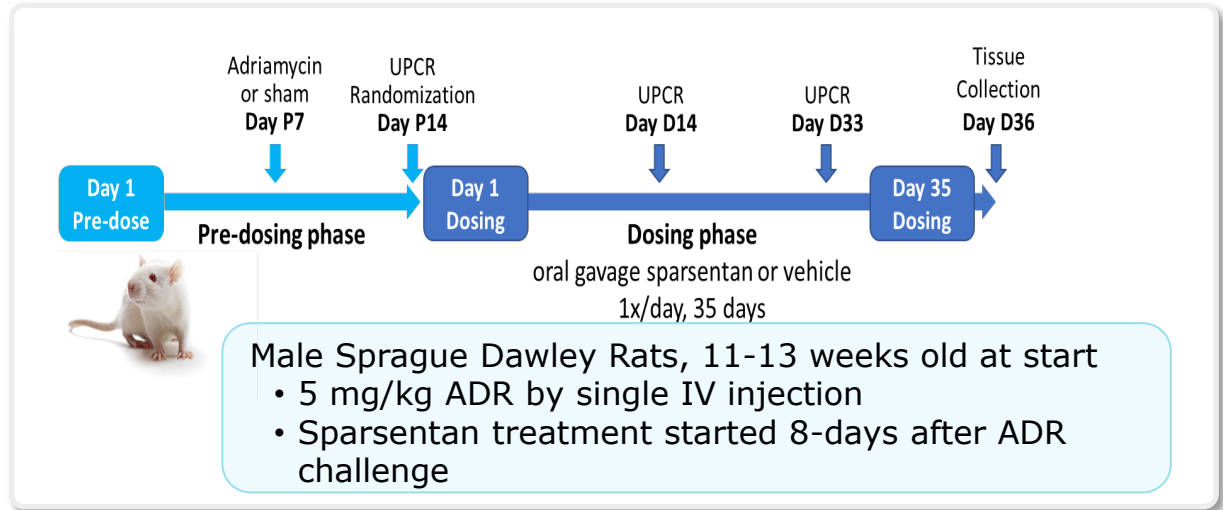 Adriamycin
or sham
Day P7
UPCR
Randomization
Day P14
UPCR
Day D14
UPCR
Day D33
Tissue
Collection
Day D36
Day 1
Pre-dose
Day 1
Dosing
Day 35
Dosing
Pre-dosing phase
Dosing phase
oral gavage sparsentan or vehicle
1x/day, 35 days
Male Sprague Dawley Rats, 11-13 weeks old at start
• 5 mg/kg ADR by single IV injection
• Sparsentan treatment started 8-days after ADR
challenge